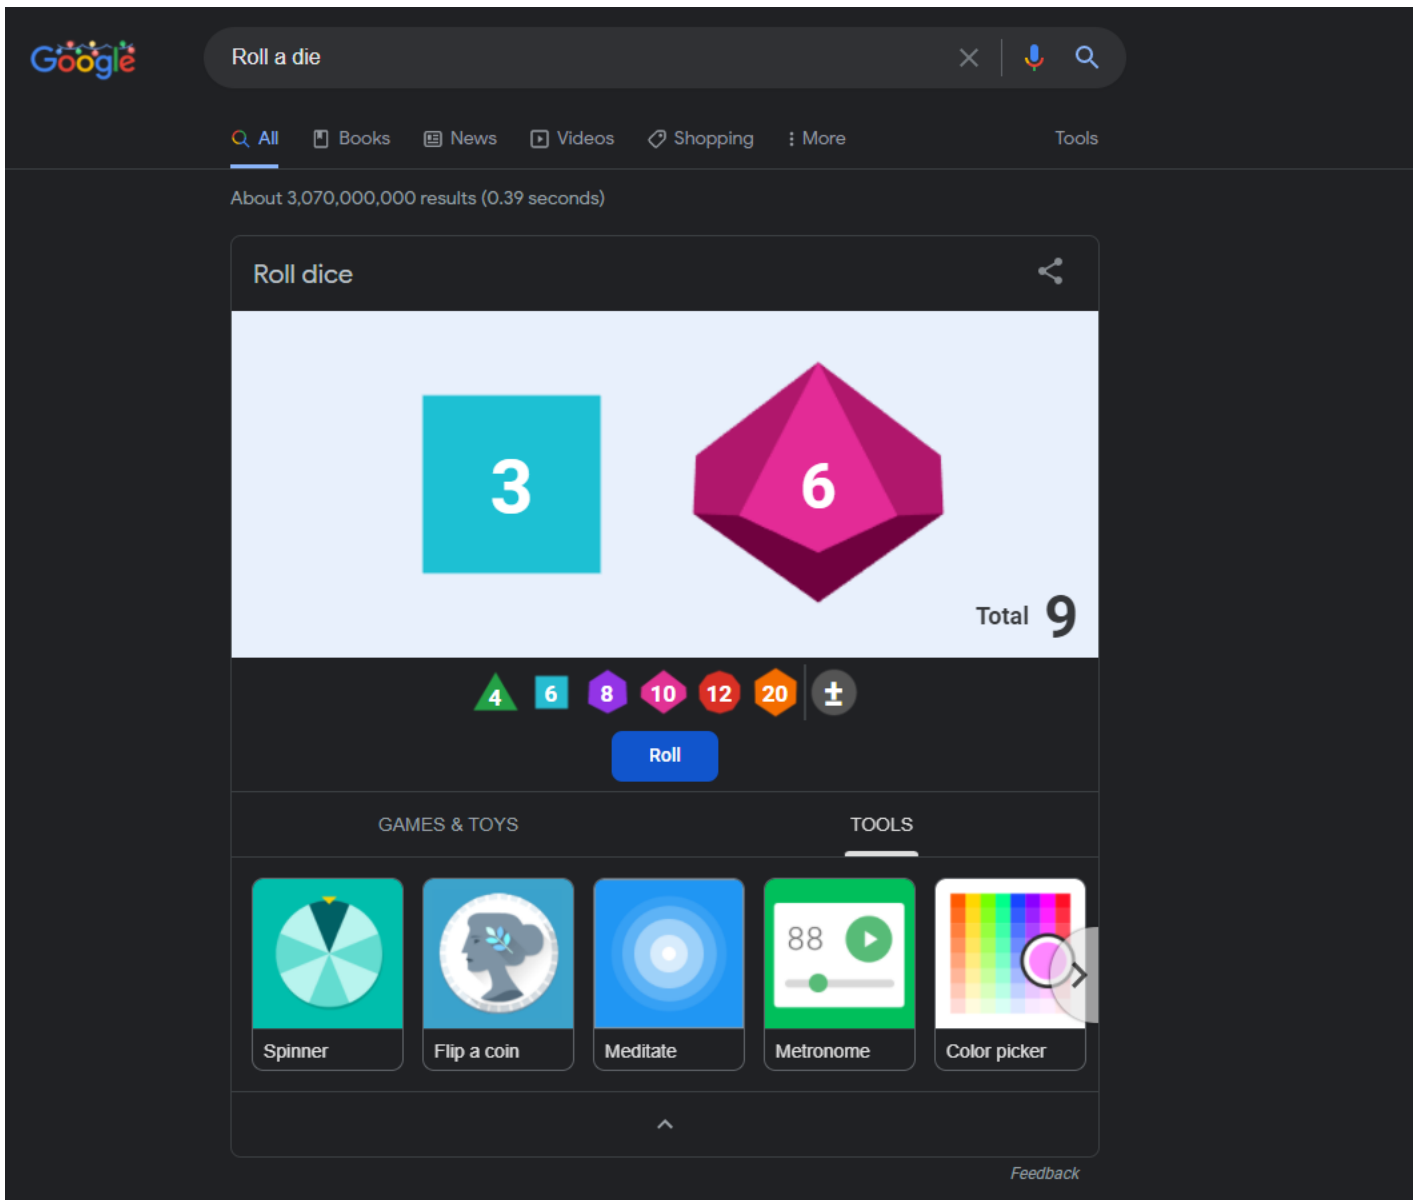 Google
Roll a die
All Books News Videos Shopping More Tools
About 3,070,000,000 results (0.39 seconds)
Roll dice
3 6
Total 9
4 6 8 10 12 20 ±
Roll
GAMES & TOYS TOOLS
88
Spinner Flip a coin Meditate Metronome Color picker
Feedback